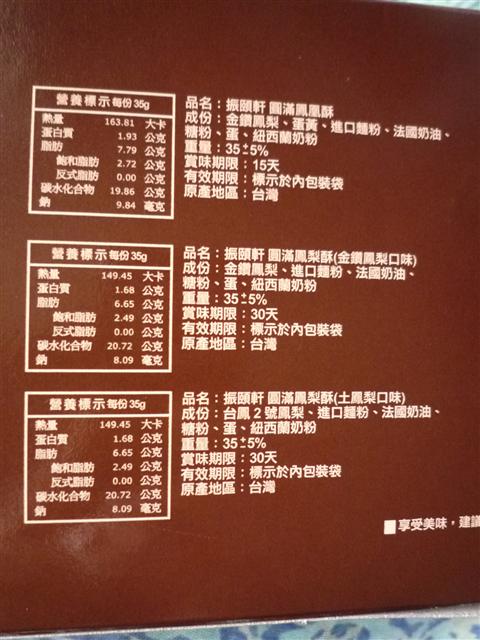 營養標示 每份 35g
熱量 163.81 大卡
蛋白質 1.93 公克
脂肪 7.79 公克
飽和脂肪 2.72 公克
反式脂肪 0.00 公克
碳水化合物 19.86 公克
鈉 9.84 毫克
品名：振頤軒 圓滿鳳凰酥
成份：金鑽鳳梨、蛋黃、進口麵粉、法國奶油、
糖粉、蛋、紐西蘭奶粉
重量：35±5%
賞味期限：15天
有效期限：標示於內包裝袋
原產地區：台灣
營養標示 每份 35g
熱量 149.45 大卡
蛋白質 1.68 公克
脂肪 6.65 公克
飽和脂肪 2.49 公克
反式脂肪 0.00 公克
碳水化合物 20.72 公克
鈉 8.09 毫克
品名：振頤軒 圓滿鳳梨酥(金鑽鳳梨口味)
成份：金鑽鳳梨、進口麵粉、法國奶油、
糖粉、蛋、紐西蘭奶粉
重量：35±5%
賞味期限：30天
有效期限：標示於內包裝袋
原產地區：台灣
營養標示 每份 35g
熱量 149.45 大卡
蛋白質 1.68 公克
脂肪 6.65 公克
飽和脂肪 2.49 公克
反式脂肪 0.00 公克
碳水化合物 20.72 公克
鈉 8.09 毫克
品名：振頤軒 圓滿鳳梨酥(土鳳梨口味)
成份：台鳳2號鳳梨、進口麵粉、法國奶油、
糖粉、蛋、紐西蘭奶粉
重量：35±5%
賞味期限：30天
有效期限：標示於內包裝袋
原產地區：台灣
■享受美味，建議